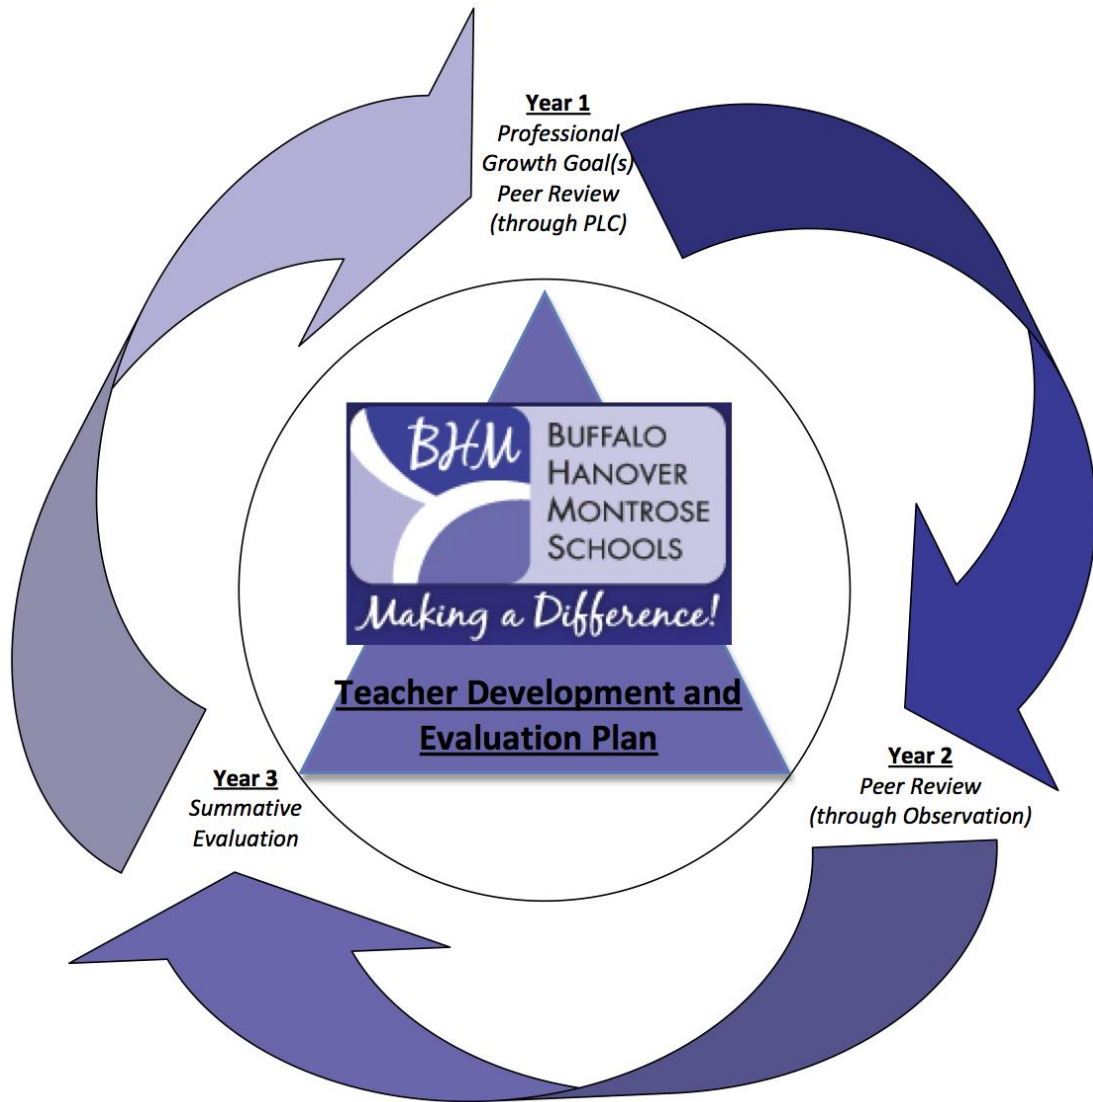 Year 1
Professional
Growth Goal(s)
Peer Review
(through PLC)
BHM
BUFFALO
HANOVER
MONTROSE
SCHOOLS
Making a Difference!
Teacher Development and
Evaluation Plan
Year 2
Peer Review
(through Observation)
Year 3
Summative
Evaluation